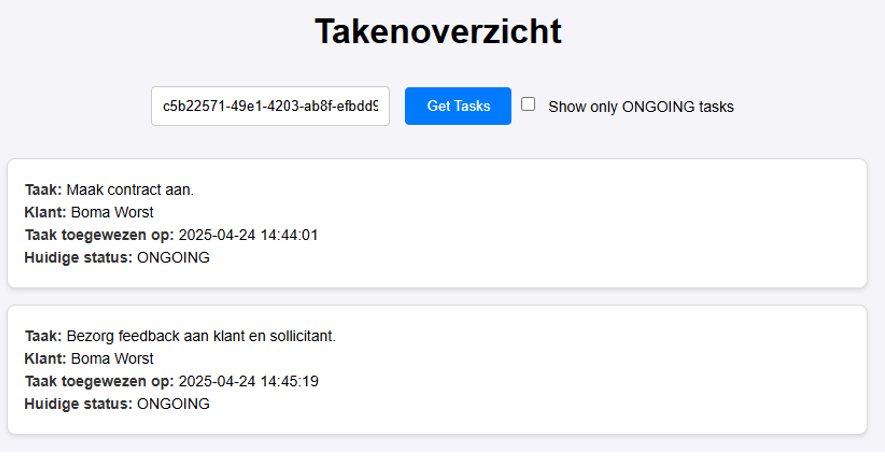 Takenoverzicht
c5b22571-49e1-4203-ab8f-efbdd9 Get Tasks Show only ONGOING tasks
Taak: Maak contract aan.
Klant: Boma Worst
Taak toegewezen op: 2025-04-24 14:44:01
Huidige status: ONGOING
Taak: Bezorg feedback aan klant en sollicitant.
Klant: Boma Worst
Taak toegewezen op: 2025-04-24 14:45:19
Huidige status: ONGOING